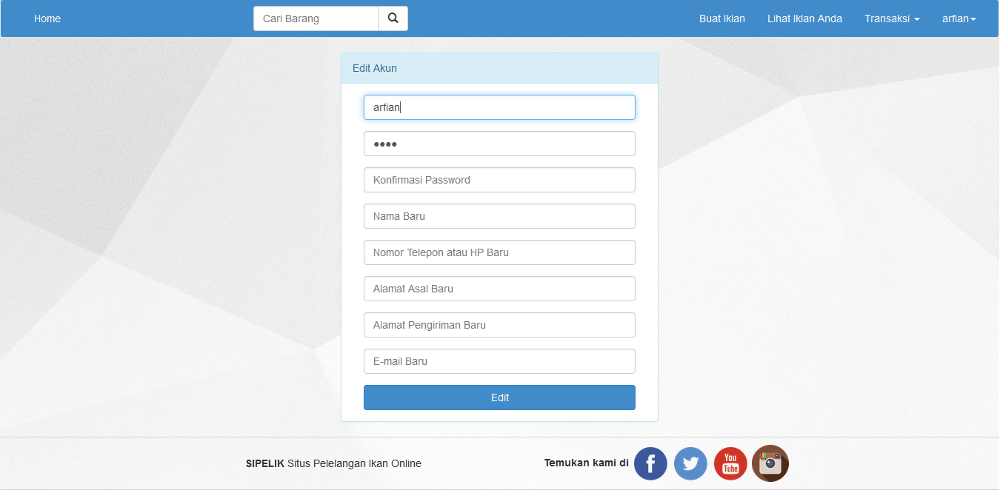 Home
Cari Barang
Buat Iklan
Lihat Iklan Anda
Transaksi
arfian
Edit Akun
arfian
●●●●
Konfirmasi Password
Nama Baru
Nomor Telepon atau HP Baru
Alamat Asal Baru
Alamat Pengiriman Baru
E-mail Baru
Edit
SIPELIK Situs Pelelangan Ikan Online
Temukan kami di
You
Tube